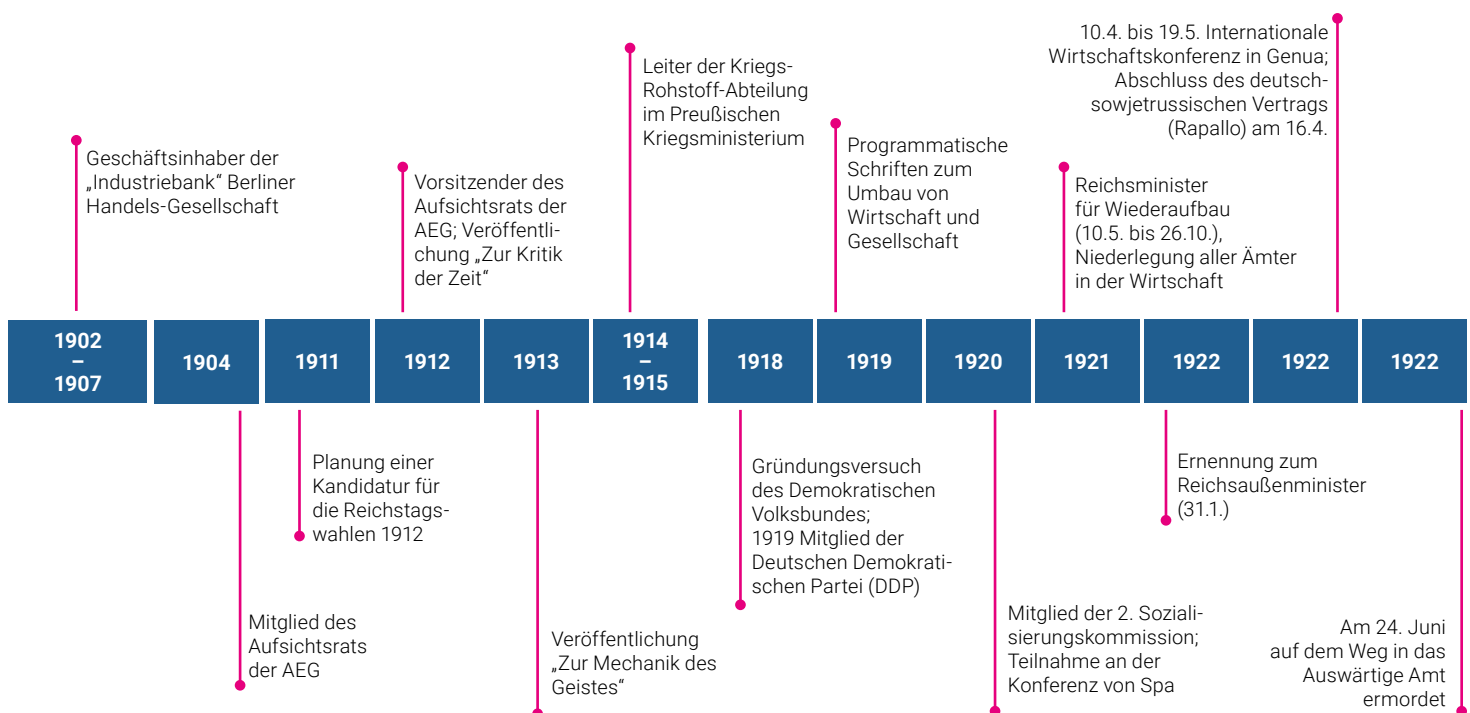 10.4. bis 19.5. Internationale
Wirtschaftskonferenz in Genua;
Abschluss des deutsch-
sowjetrussischen Vertrags
(Rapallo) am 16.4.
Leiter der Kriegs-
Rohstoff-Abteilung
im Preußischen
Kriegsministerium
Programmatische
Schriften zum
Umbau von
Wirtschaft und
Gesellschaft
Geschäftsinhaber der
„Industriebank“ Berliner
Handels-Gesellschaft
Vorsitzender des
Aufsichtsrats der
AEG; Veröffentli-
chung „Zur Kritik
der Zeit“
Reichsminister
für Wiederaufbau
(10.5. bis 26.10.),
Niederlegung aller Ämter
in der Wirtschaft
1902
–
1907
1904
1911
1912
1913
1914
–
1915
1918
1919
1920
1921
1922
1922
1922
Planung einer
Kandidatur für
die Reichstags-
wahlen 1912
Gründungsversuch
des Demokratischen
Volksbundes;
1919 Mitglied der
Deutschen Demokrati-
schen Partei (DDP)
Ernennung zum
Reichsaußenminister
(31.1.)
Mitglied des
Aufsichtsrats
der AEG
Veröffentlichung
„Zur Mechanik des
Geistes“
Mitglied der 2. Soziali-
sierungskommission;
Teilnahme an der
Konferenz von Spa
Am 24. Juni
auf dem Weg in das
Auswärtige Amt
ermordet